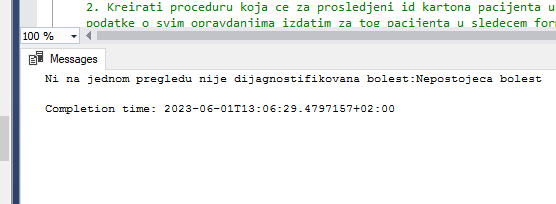 2. Kreirati proceduru koja ce za prosledjeni id kartona pacijenta u
podatke o svim opravdanjima izdatim za tog pacijenta u sledecem for
100 %
Messages
Ni na jednom pregledu nije dijagnostifikovana bolest:Nepostojeca bolest
Completion time: 2023-06-01T13:06:29.4797157+02:00